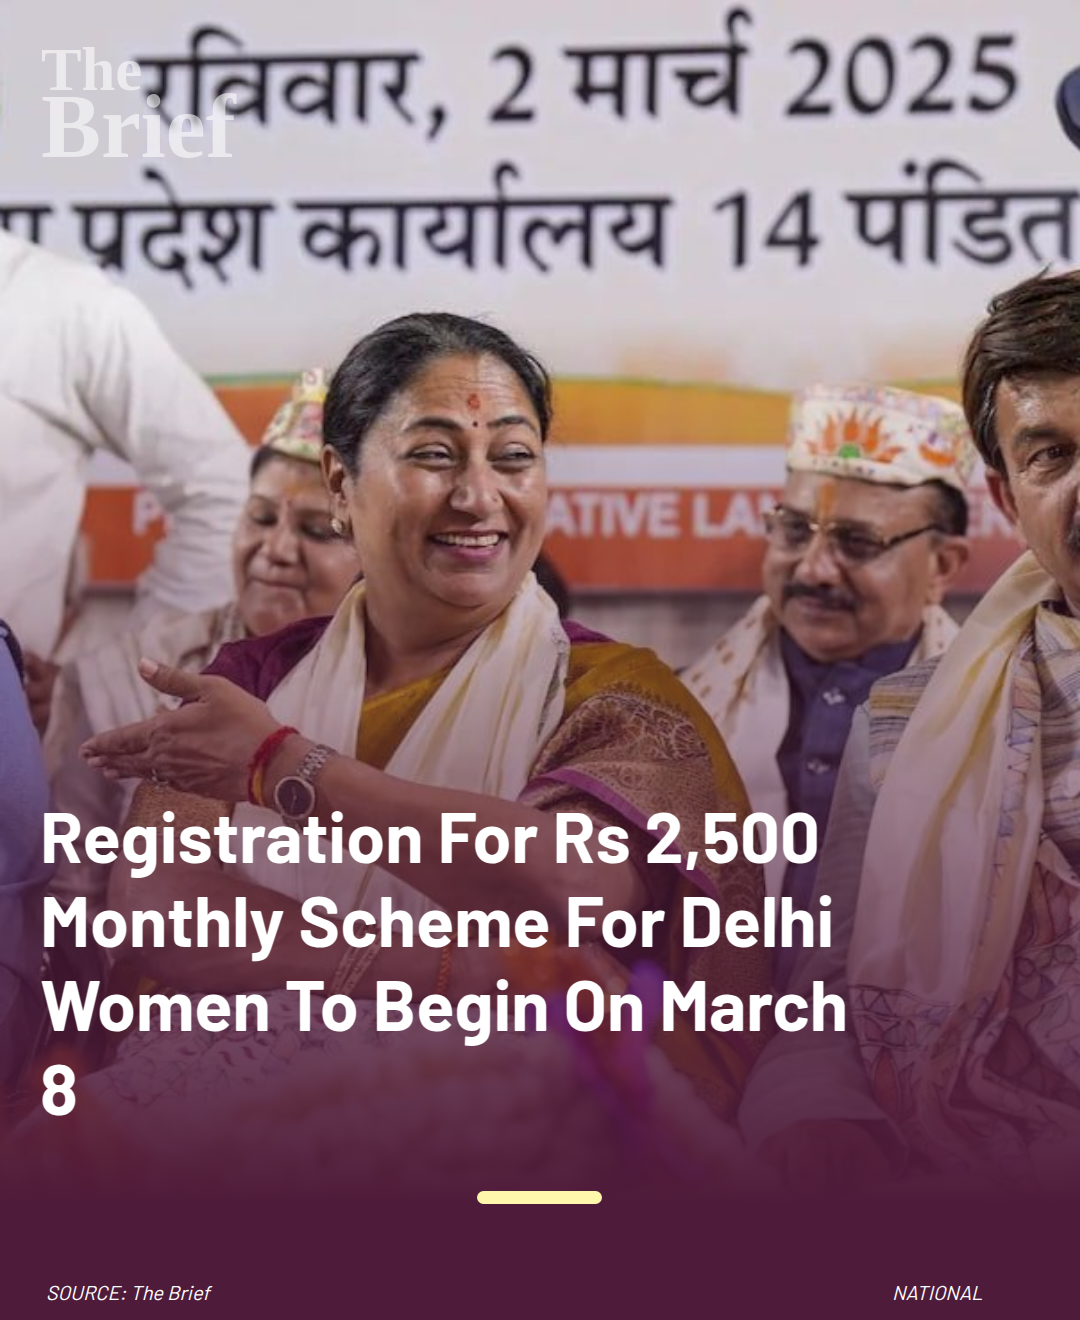 The
Brief
रविवार, 2 मार्च 2025
प्रदेश कार्यालय 14 पंडित
ATIVE LA
Registration For Rs 2,500
Monthly Scheme For Delhi
Women To Begin On March
8
SOURCE: The Brief
NATIONAL